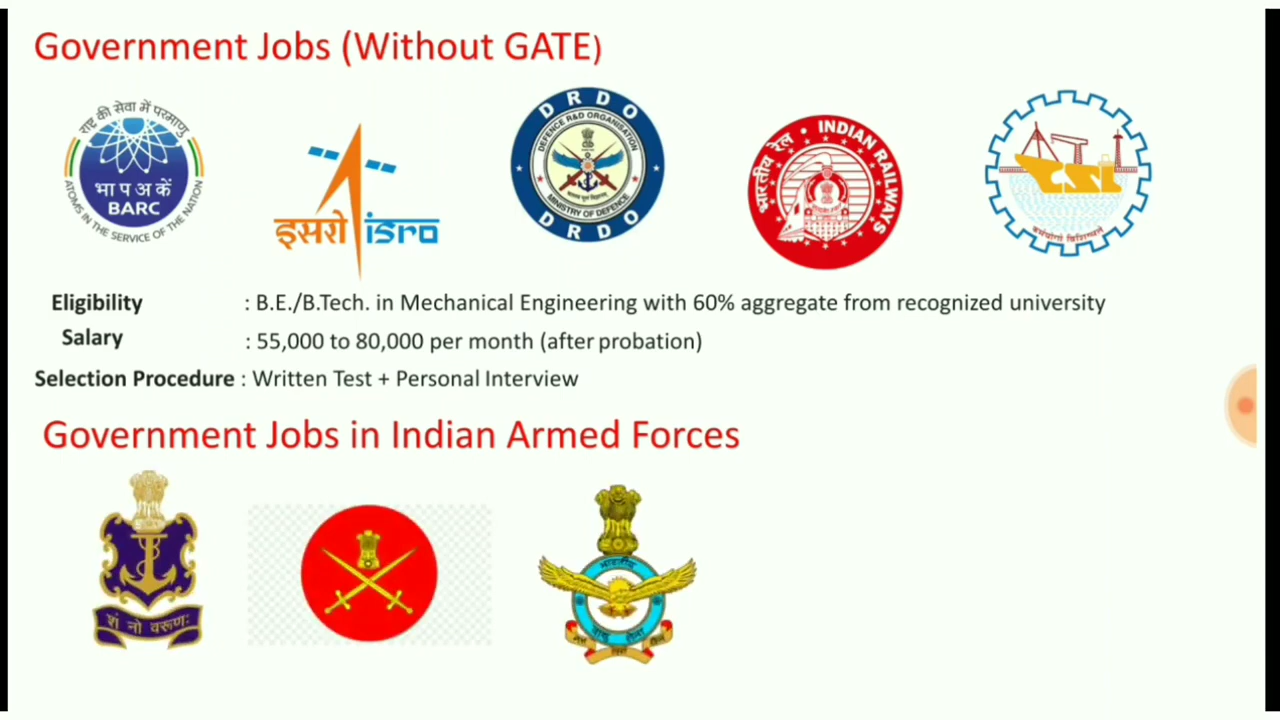 Government Jobs (Without GATE)
राष्ट्र की सेवा में परमाणु
भा प अ कें
BARC
ATOMS IN THE SERVICE OF THE NATION
इसरो isro
DRDO
DEFENCE R&D ORGANISATION
MINISTRY OF DEFENCE
DRDO
भारतीय रेल • INDIAN RAILWAYS
CSL
Eligibility : B.E./B.Tech. in Mechanical Engineering with 60% aggregate from recognized university
Salary : 55,000 to 80,000 per month (after probation)
Selection Procedure : Written Test + Personal Interview
Government Jobs in Indian Armed Forces
शं नो वरूणः
भारतीय
वायु सेना